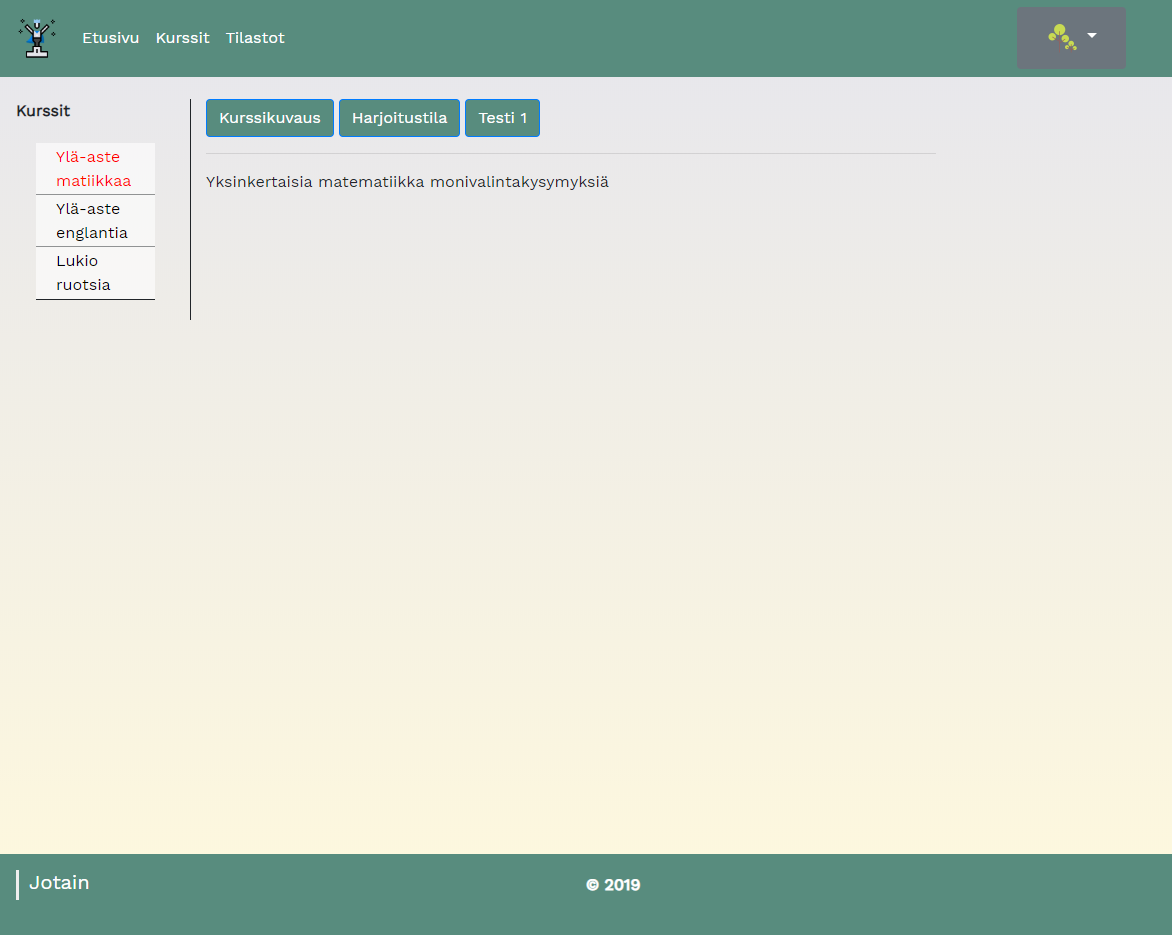 Etusivu Kurssit Tilastot
Kurssit
Ylä-aste
matiikkaa
Ylä-aste
englantia
Lukio
ruotsia
Kurssikuvaus Harjoitustila Testi 1
Yksinkertaisia matematiikka monivalintakysymyksiä
Jotain
© 2019